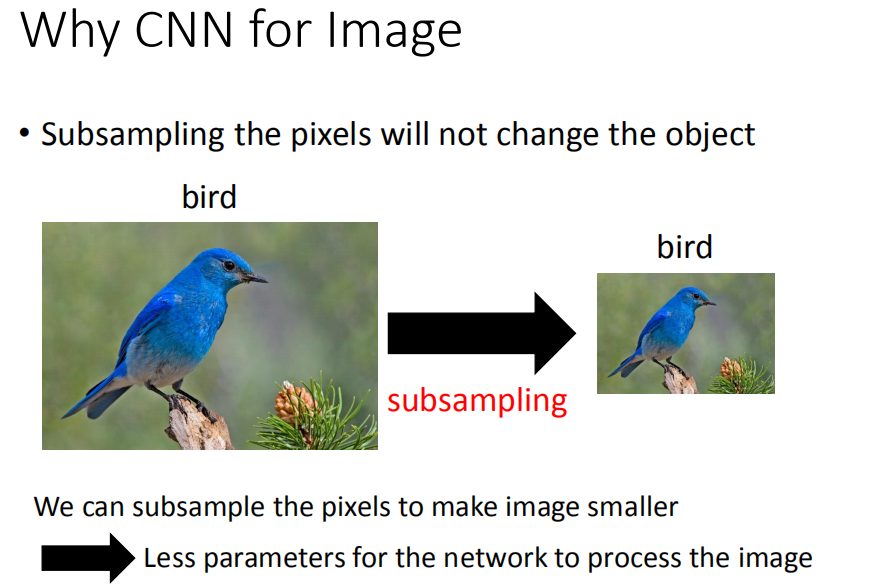 Why CNN for Image
• Subsampling the pixels will not change the object
bird
bird
subsampling
We can subsample the pixels to make image smaller
Less parameters for the network to process the image